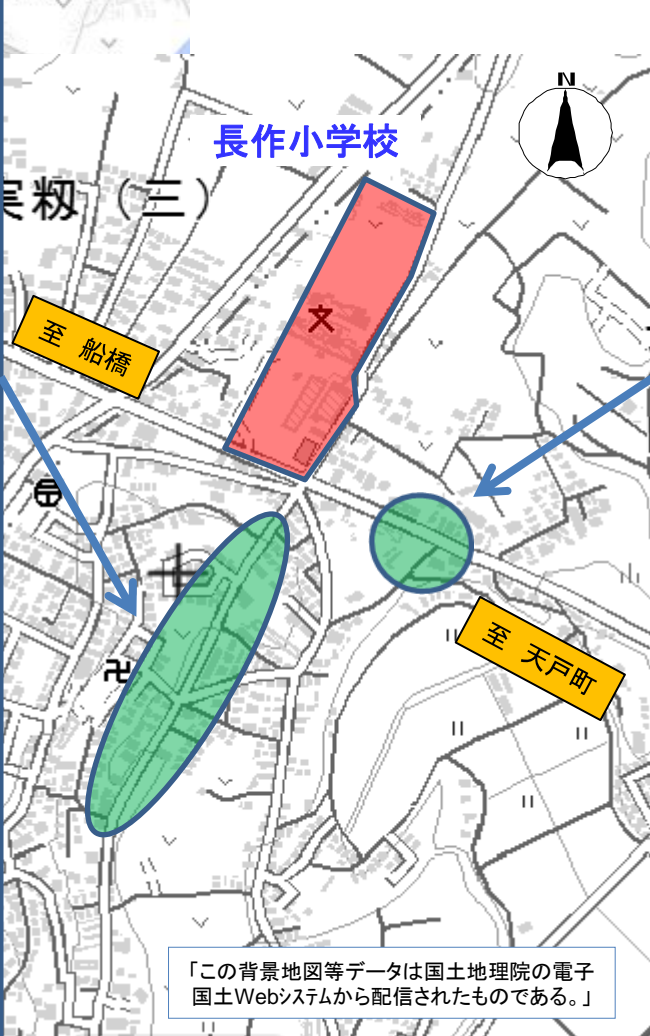 N
長作小学校
実籾（三）
文
至 船橋
至 天戸町
「この背景地図等データは国土地理院の電子
国土Webシステムから配信されたものである。」